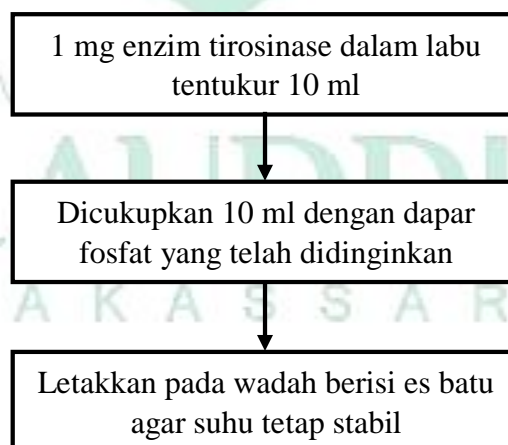 1 mg enzim tirosinase dalam labu
tentukur 10 ml
Dicukupkan 10 ml dengan dapar
fosfat yang telah didinginkan
A K A S S A R
Letakkan pada wadah berisi es batu
agar suhu tetap stabil